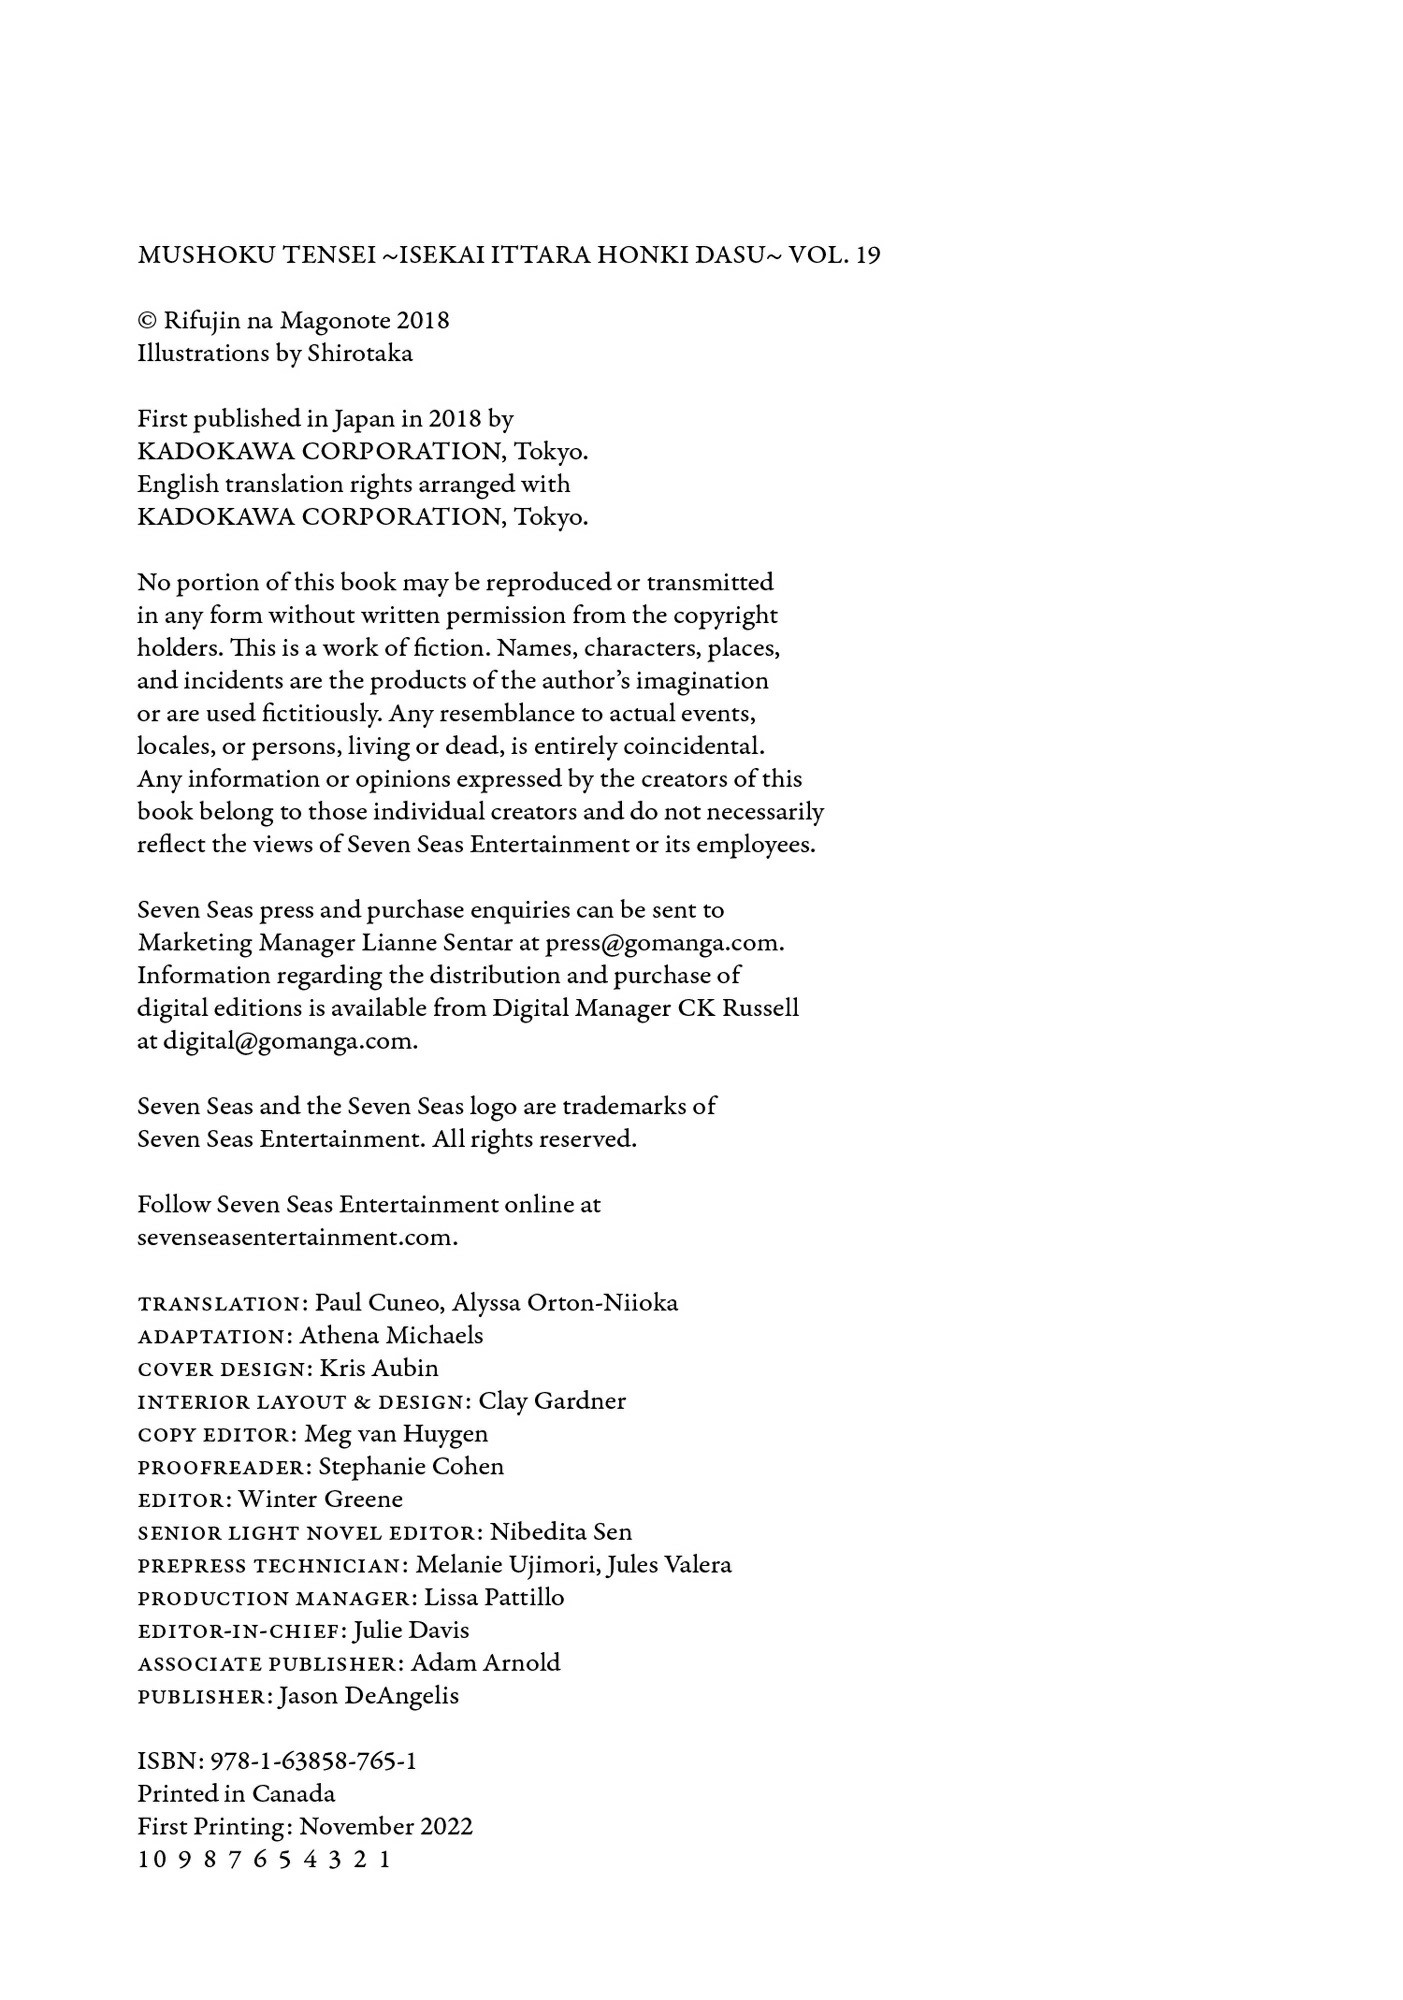 MUSHOKU TENSEI ~ISEKAI ITTARA HONKI DASU~ VOL. 19
© Rifujin na Magonote 2018
Illustrations by Shirotaka
First published in Japan in 2018 by
KADOKAWA CORPORATION, Tokyo.
English translation rights arranged with
KADOKAWA CORPORATION, Tokyo.
No portion of this book may be reproduced or transmitted
in any form without written permission from the copyright
holders. This is a work of fiction. Names, characters, places,
and incidents are the products of the author’s imagination
or are used fictitiously. Any resemblance to actual events,
locales, or persons, living or dead, is entirely coincidental.
Any information or opinions expressed by the creators of this
book belong to those individual creators and do not necessarily
reflect the views of Seven Seas Entertainment or its employees.
Seven Seas press and purchase enquiries can be sent to
Marketing Manager Lianne Sentar at press@gomanga.com.
Information regarding the distribution and purchase of
digital editions is available from Digital Manager CK Russell
at digital@gomanga.com.
Seven Seas and the Seven Seas logo are trademarks of
Seven Seas Entertainment. All rights reserved.
Follow Seven Seas Entertainment online at
sevenseasentertainment.com.
TRANSLATION: Paul Cuneo, Alyssa Orton-Niioka
ADAPTATION: Athena Michaels
COVER DESIGN: Kris Aubin
INTERIOR LAYOUT & DESIGN: Clay Gardner
COPY EDITOR: Meg van Huygen
PROOFREADER: Stephanie Cohen
EDITOR: Winter Greene
SENIOR LIGHT NOVEL EDITOR: Nibedita Sen
PREPRESS TECHNICIAN: Melanie Ujimori, Jules Valera
PRODUCTION MANAGER: Lissa Pattillo
EDITOR-IN-CHIEF: Julie Davis
ASSOCIATE PUBLISHER: Adam Arnold
PUBLISHER: Jason DeAngelis
ISBN: 978-1-63858-765-1
Printed in Canada
First Printing: November 2022
10 9 8 7 6 5 4 3 2 1